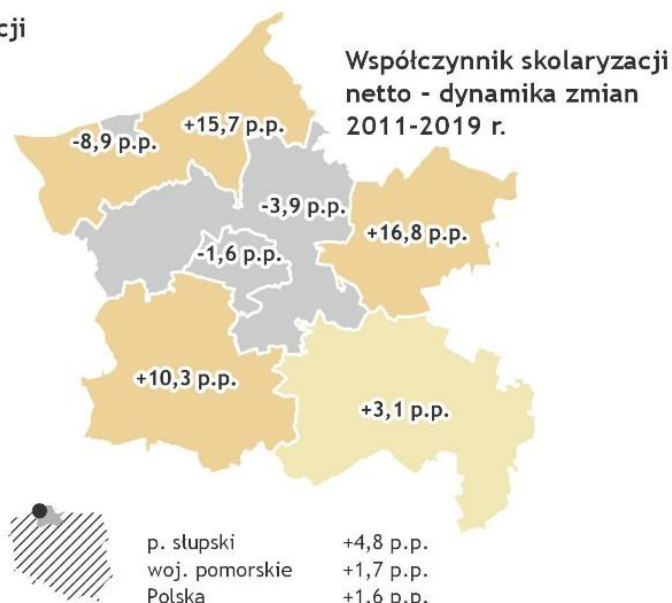 cji
Współczynnik skolaryzacji
netto - dynamika zmian
2011-2019 r.
-8,9 p.p.
+15,7 p.p.
-3,9 p.p.
+16,8 p.p.
-1,6 p.p.
+10,3 p.p.
+3,1 p.p.
p. słupski +4,8 p.p.
woj. pomorskie +1,7 p.p.
Polska +1,6 p.p.